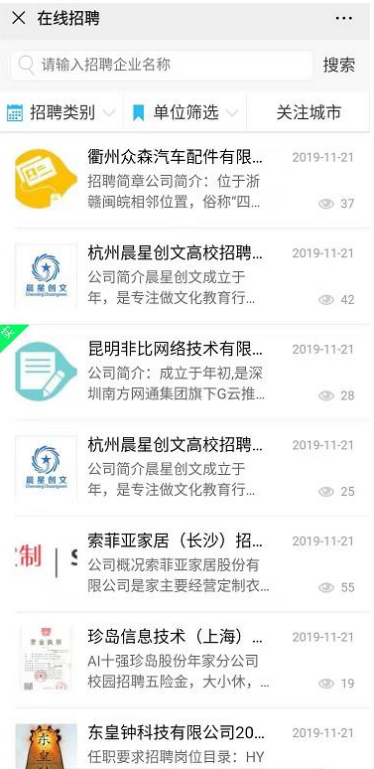 在线招聘
请输入招聘企业名称
搜索
招聘类别
单位筛选
关注城市
衢州众森汽车配件有限...
2019-11-21
招聘简章公司简介：位于浙
赣闽皖相邻位置，俗称“四...
37
杭州晨星创文高校招聘...
2019-11-21
晨星创文
公司简介晨星创文成立于
年，是专注做文化教育行...
42
实
昆明非比网络技术有限...
2019-11-21
公司简介：成立于年初,是深
圳南方网通集团旗下G云推...
28
杭州晨星创文高校招聘...
2019-11-21
晨星创文
公司简介晨星创文成立于
年，是专注做文化教育行...
25
索菲亚家居（长沙）招...
2019-11-21
制 | S
公司概况索菲亚家居股份有
限公司是家主要经营定制衣...
55
珍岛信息技术（上海）...
2019-11-21
营业执照
AI十强珍岛股份年家分公司
校园招聘五险金，大小休，...
19
东皇钟科技有限公司20...
2019-11-21
东皇
任职要求招聘岗位目录：HY